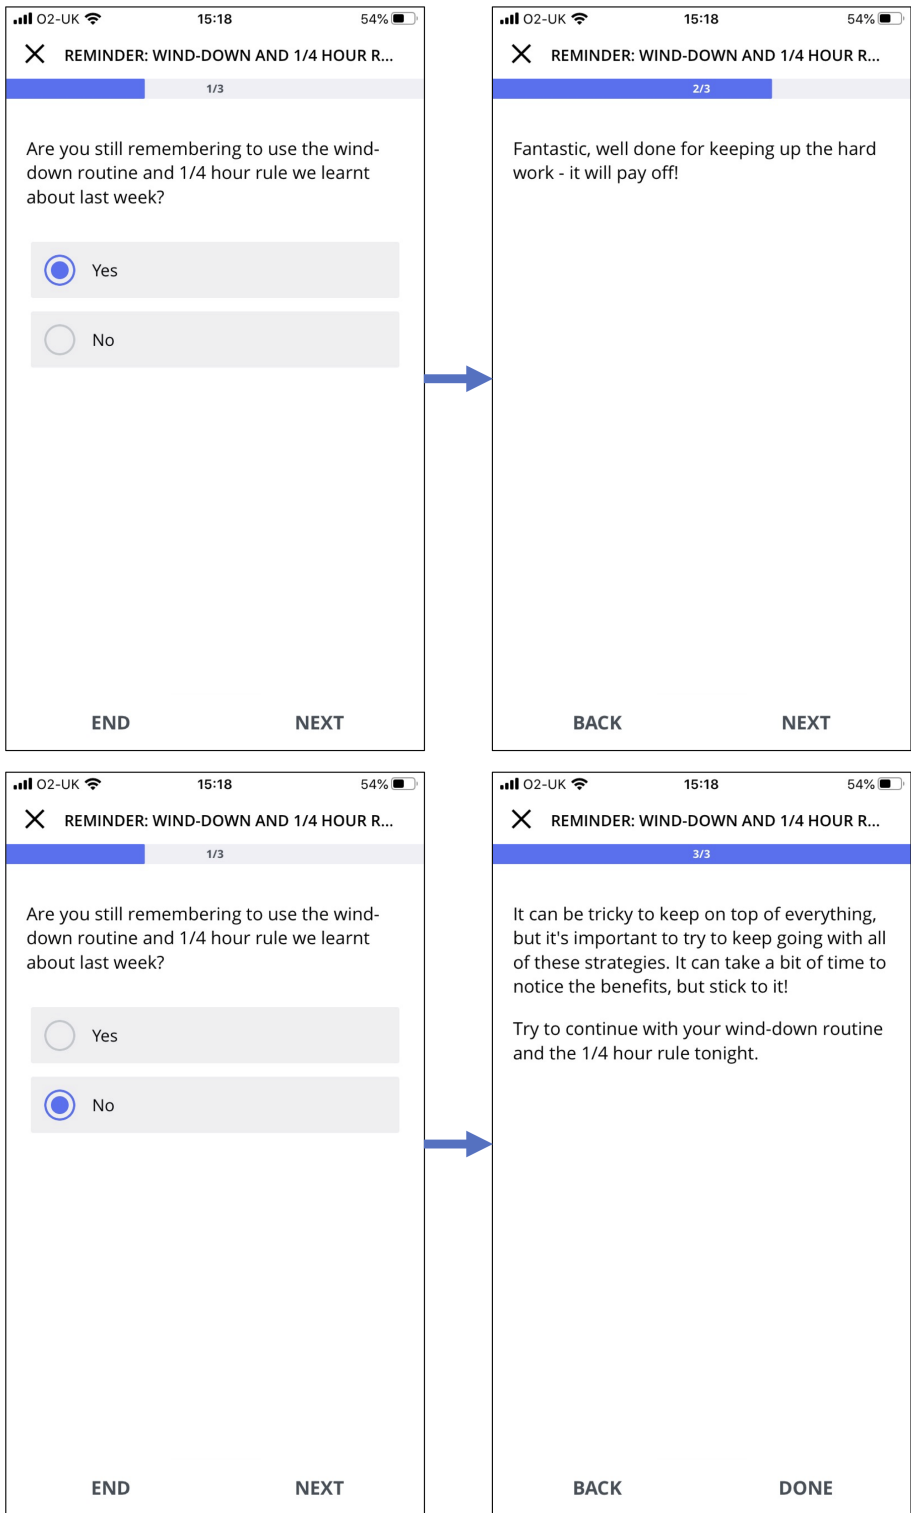 O2-UK 15:18 54%
REMINDER: WIND-DOWN AND 1/4 HOUR R...
1/3
Are you still remembering to use the wind-
down routine and 1/4 hour rule we learnt
about last week?
Yes
No
END NEXT
O2-UK 15:18 54%
REMINDER: WIND-DOWN AND 1/4 HOUR R...
2/3
Fantastic, well done for keeping up the hard
work - it will pay off!
BACK NEXT
O2-UK 15:18 54%
REMINDER: WIND-DOWN AND 1/4 HOUR R...
1/3
Are you still remembering to use the wind-
down routine and 1/4 hour rule we learnt
about last week?
Yes
No
END NEXT
O2-UK 15:18 54%
REMINDER: WIND-DOWN AND 1/4 HOUR R...
3/3
It can be tricky to keep on top of everything,
but it's important to try to keep going with all
of these strategies. It can take a bit of time to
notice the benefits, but stick to it!
Try to continue with your wind-down routine
and the 1/4 hour rule tonight.
BACK DONE